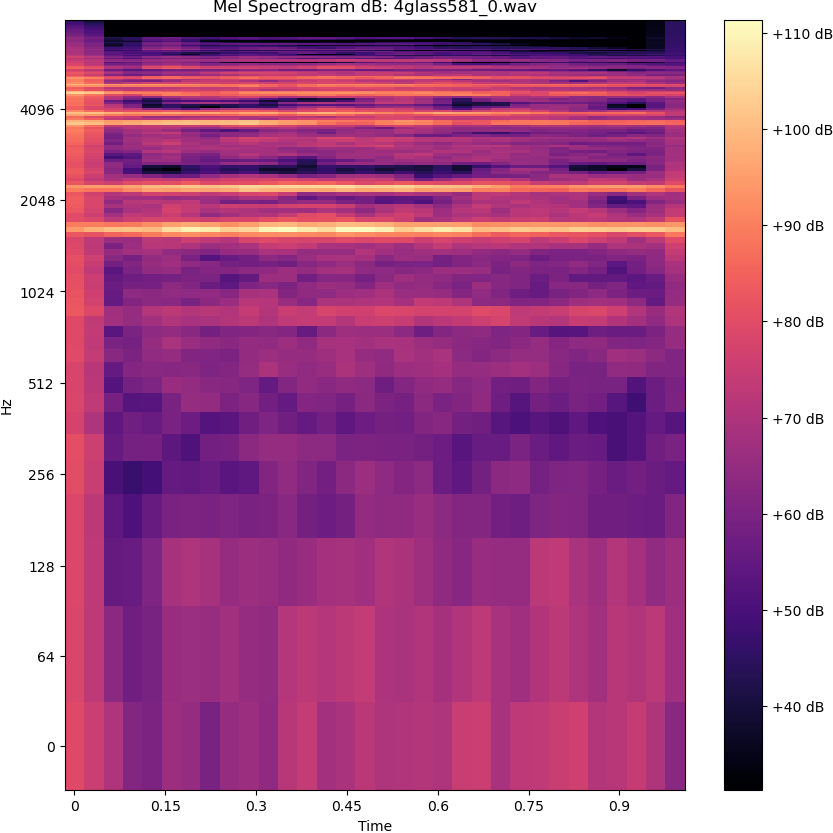 Mel Spectrogram dB: 4glass581_0.wav
+110 dB
4096
+100 dB
2048
+90 dB
1024
+80 dB
512
+70 dB
Hz
256
+60 dB
128
+50 dB
64
+40 dB
0
0 0.15 0.3 0.45 0.6 0.75 0.9
Time